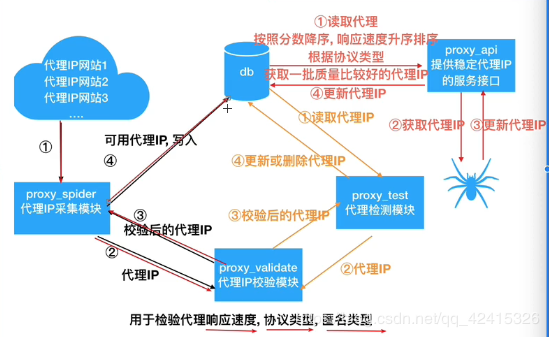 代理IP网站1
代理IP网站2
代理IP网站3
....
①
db
①读取代理
按照分数降序，响应速度升序排序
根据协议类型
获取一批质量比较好的代理IP
④更新代理IP
proxy_api
提供稳定代理IP
的服务接口
可用代理IP, 写入
④
①读取代理IP
②获取代理IP
③更新代理IP
④更新或删除代理IP
proxy_spider
代理IP采集模块
proxy_test
代理检测模块
③
校验后的代理IP
③校验后的代理IP
②
代理IP
proxy_validate
代理IP校验模块
②代理IP
用于检验代理响应速度, 协议类型, 匿名类型
csdn.net/qq_42415326